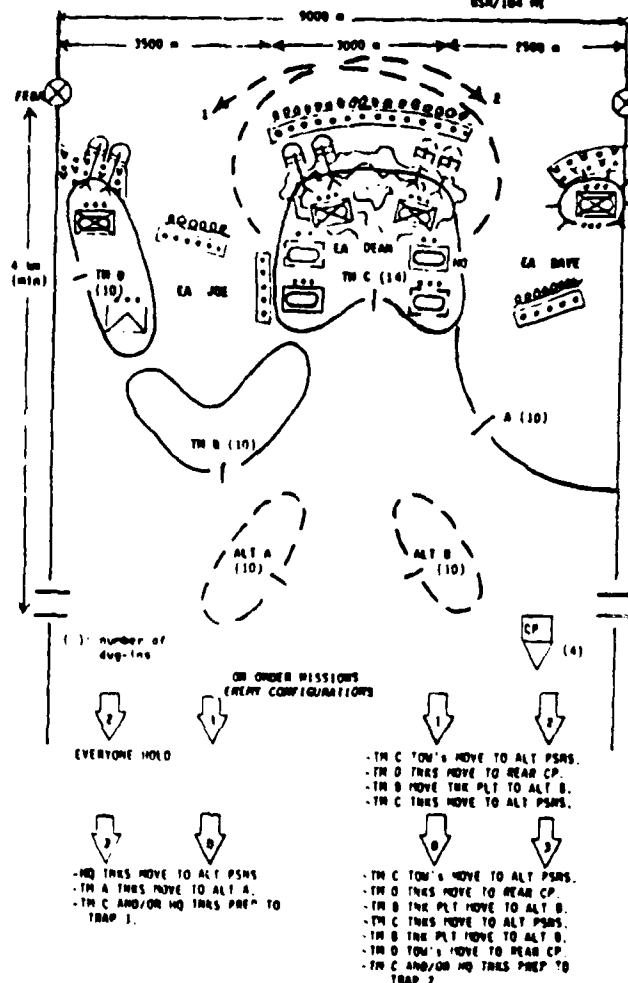 9000 m
3500 m
3000 m
2500 m
FEBA
1
2
4 km
(min)
TM D
(10)
EA JOE
EA DEAN
TM C (14)
HQ
EA DAVE
TM B (10)
A (10)
ALT A
(10)
ALT B
(10)
( ): number of
dug-ins
CP
(4)
ON ORDER MISSIONS
ENEMY CONFIGURATIONS
2
1
1
2
EVERYONE HOLD
-TM C TOW's MOVE TO ALT PSNS.
-TM D TNKS MOVE TO REAR CP.
-TM B MOVE TNK PLT TO ALT B.
-TM C TNKS MOVE TO ALT PSNS.
3
0
0
3
-HQ TNKS MOVE TO ALT PSNS
-TM A TNKS MOVE TO ALT A.
-TM C AND/OR HQ TNKS PREP TO
TRAP 1.
-TM C TOW's MOVE TO ALT PSNS.
-TM D TNKS MOVE TO REAR CP.
-TM B TNK PLT MOVE TO ALT B.
-TM C TNKS MOVE TO ALT PSNS.
-TM B TNK PLT MOVE TO ALT B.
-TM D TOW's MOVE TO REAR CP.
-TM C AND/OR HQ TNKS PREP TO
TRAP 2